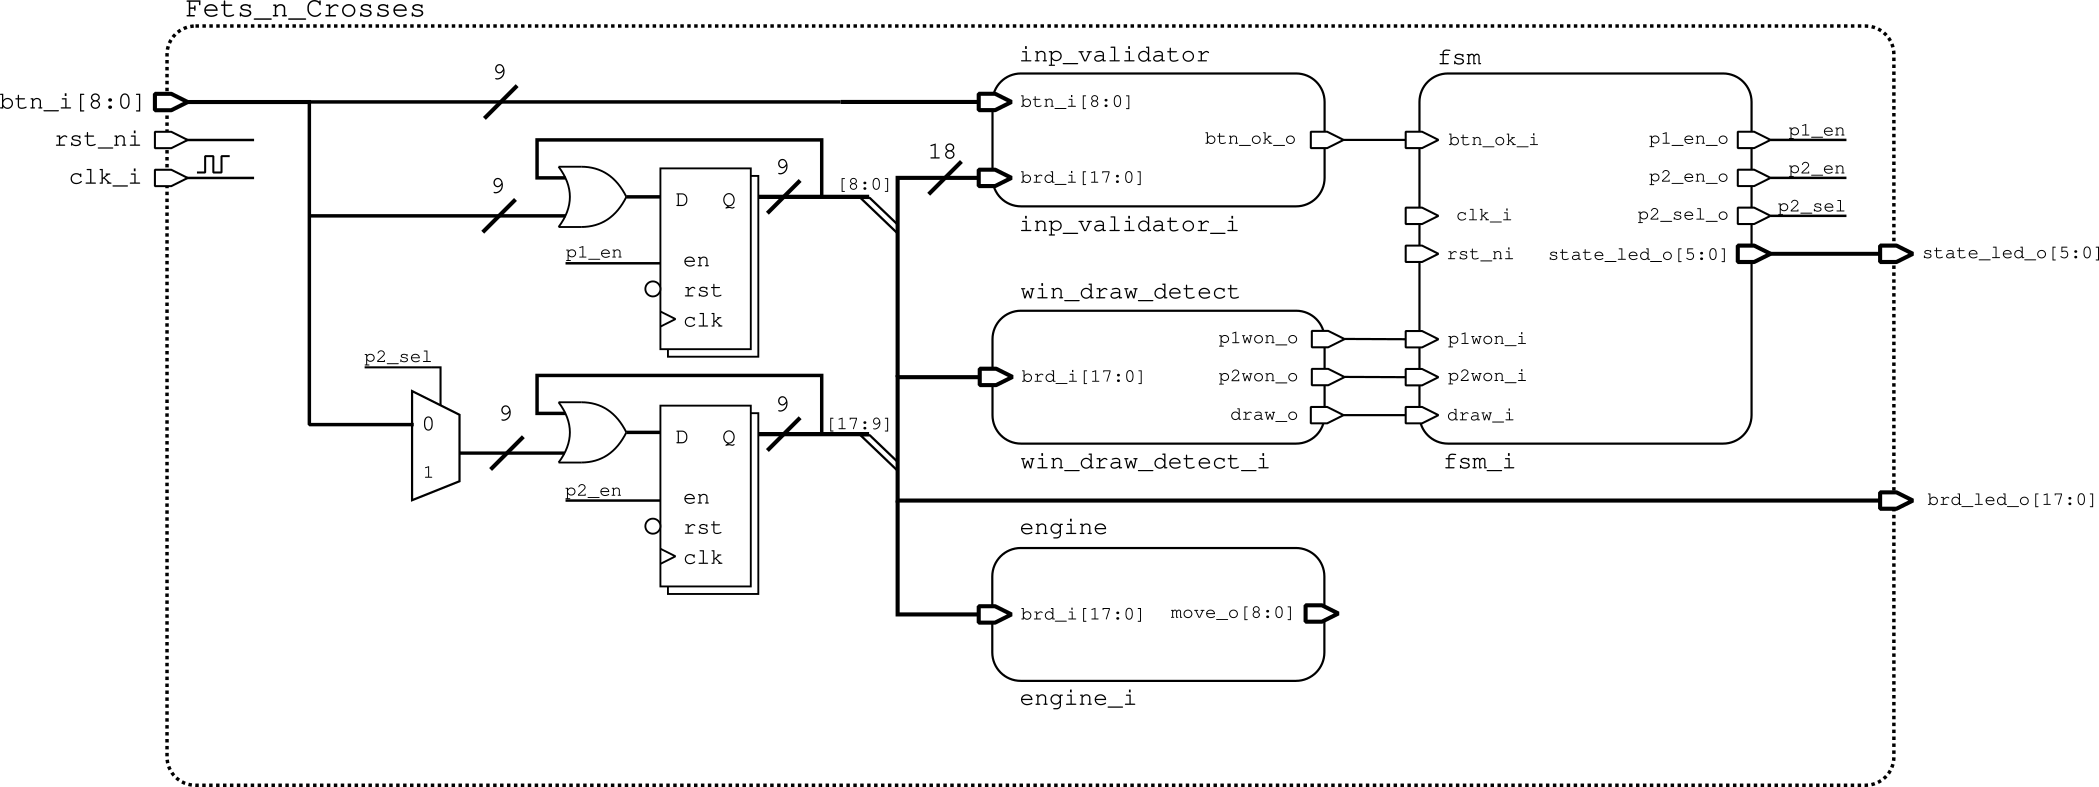 Fets_n_Crosses
btn_i[8:0]
rst_ni
clk_i
9
9
p1_en
D
Q
en
rst
clk
9
[8:0]
p2_sel
0
1
9
p2_en
D
Q
en
rst
clk
9
[17:9]
18
inp_validator
btn_i[8:0]
brd_i[17:0]
btn_ok_o
inp_validator_i
win_draw_detect
brd_i[17:0]
p1won_o
p2won_o
draw_o
win_draw_detect_i
engine
brd_i[17:0]
move_o[8:0]
engine_i
fsm
btn_ok_i
clk_i
rst_ni
p1won_i
p2won_i
draw_i
p1_en_o
p2_en_o
p2_sel_o
state_led_o[5:0]
fsm_i
p1_en
p2_en
p2_sel
state_led_o[5:0]
brd_led_o[17:0]